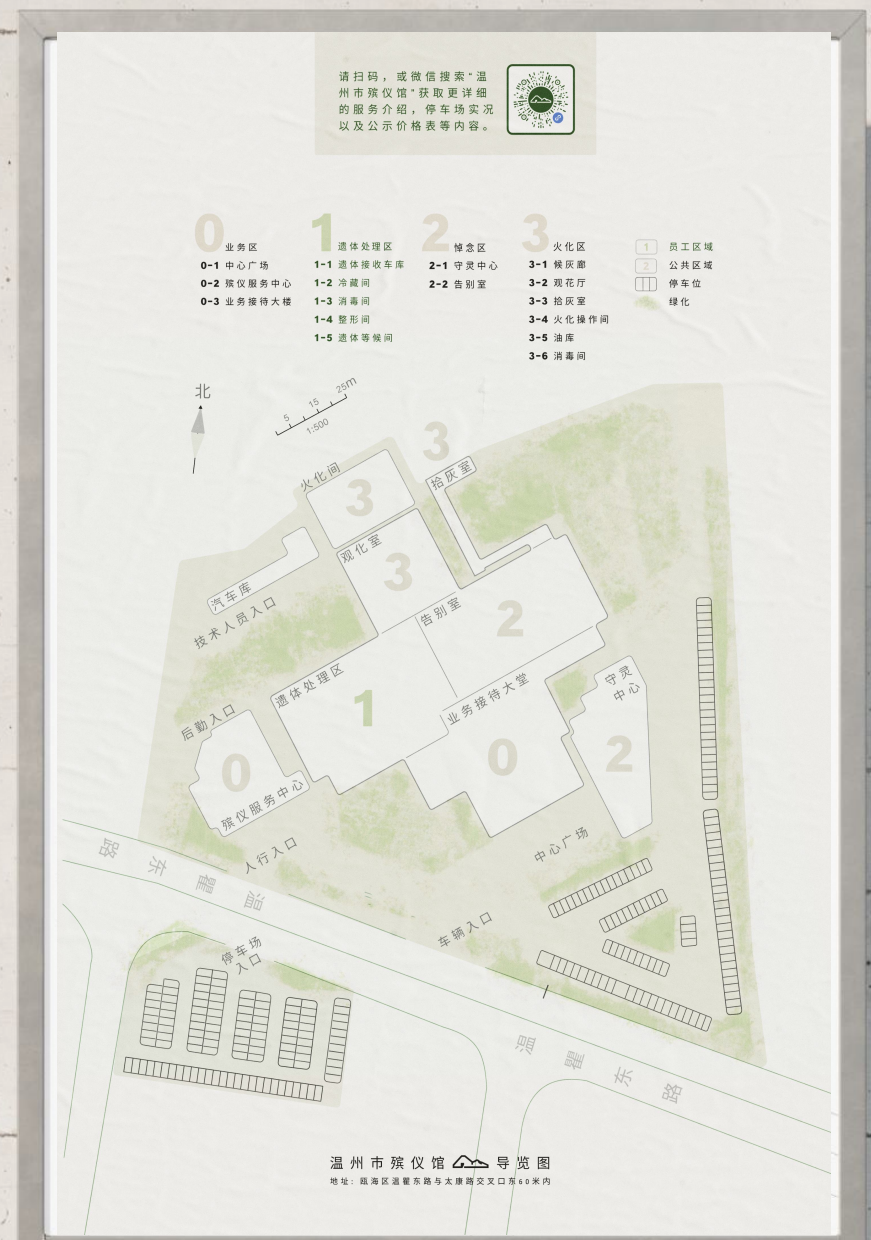 请扫码，或微信搜索“温
州市殡仪馆”获取更详细
的服务介绍，停车场实况
以及公示价格表等内容。
0 业务区
0-1 中心广场
0-2 殡仪服务中心
0-3 业务接待大楼
1 遗体处理区
1-1 遗体接收车库
1-2 冷藏间
1-3 消毒间
1-4 整形间
1-5 遗体等候间
2 悼念区
2-1 守灵中心
2-2 告别室
3 火化区
3-1 候灰廊
3-2 观花厅
3-3 拾灰室
3-4 火化操作间
3-5 油库
3-6 消毒间
1 员工区域
2 公共区域
停车位
绿化
北
5 15 25m
1:500
3
火化间
3
拾灰室
观化室
3
汽车库
技术人员入口
告别室
2
遗体处理区
1
业务接待大堂
0
守灵
中心
2
后勤入口
0
殡仪服务中心
人行入口
中心广场
车辆入口
温瞿东路
停车场
入口
温瞿东路
温州市殡仪馆 导览图
地址：瓯海区温瞿东路与太康路交叉口东60米内